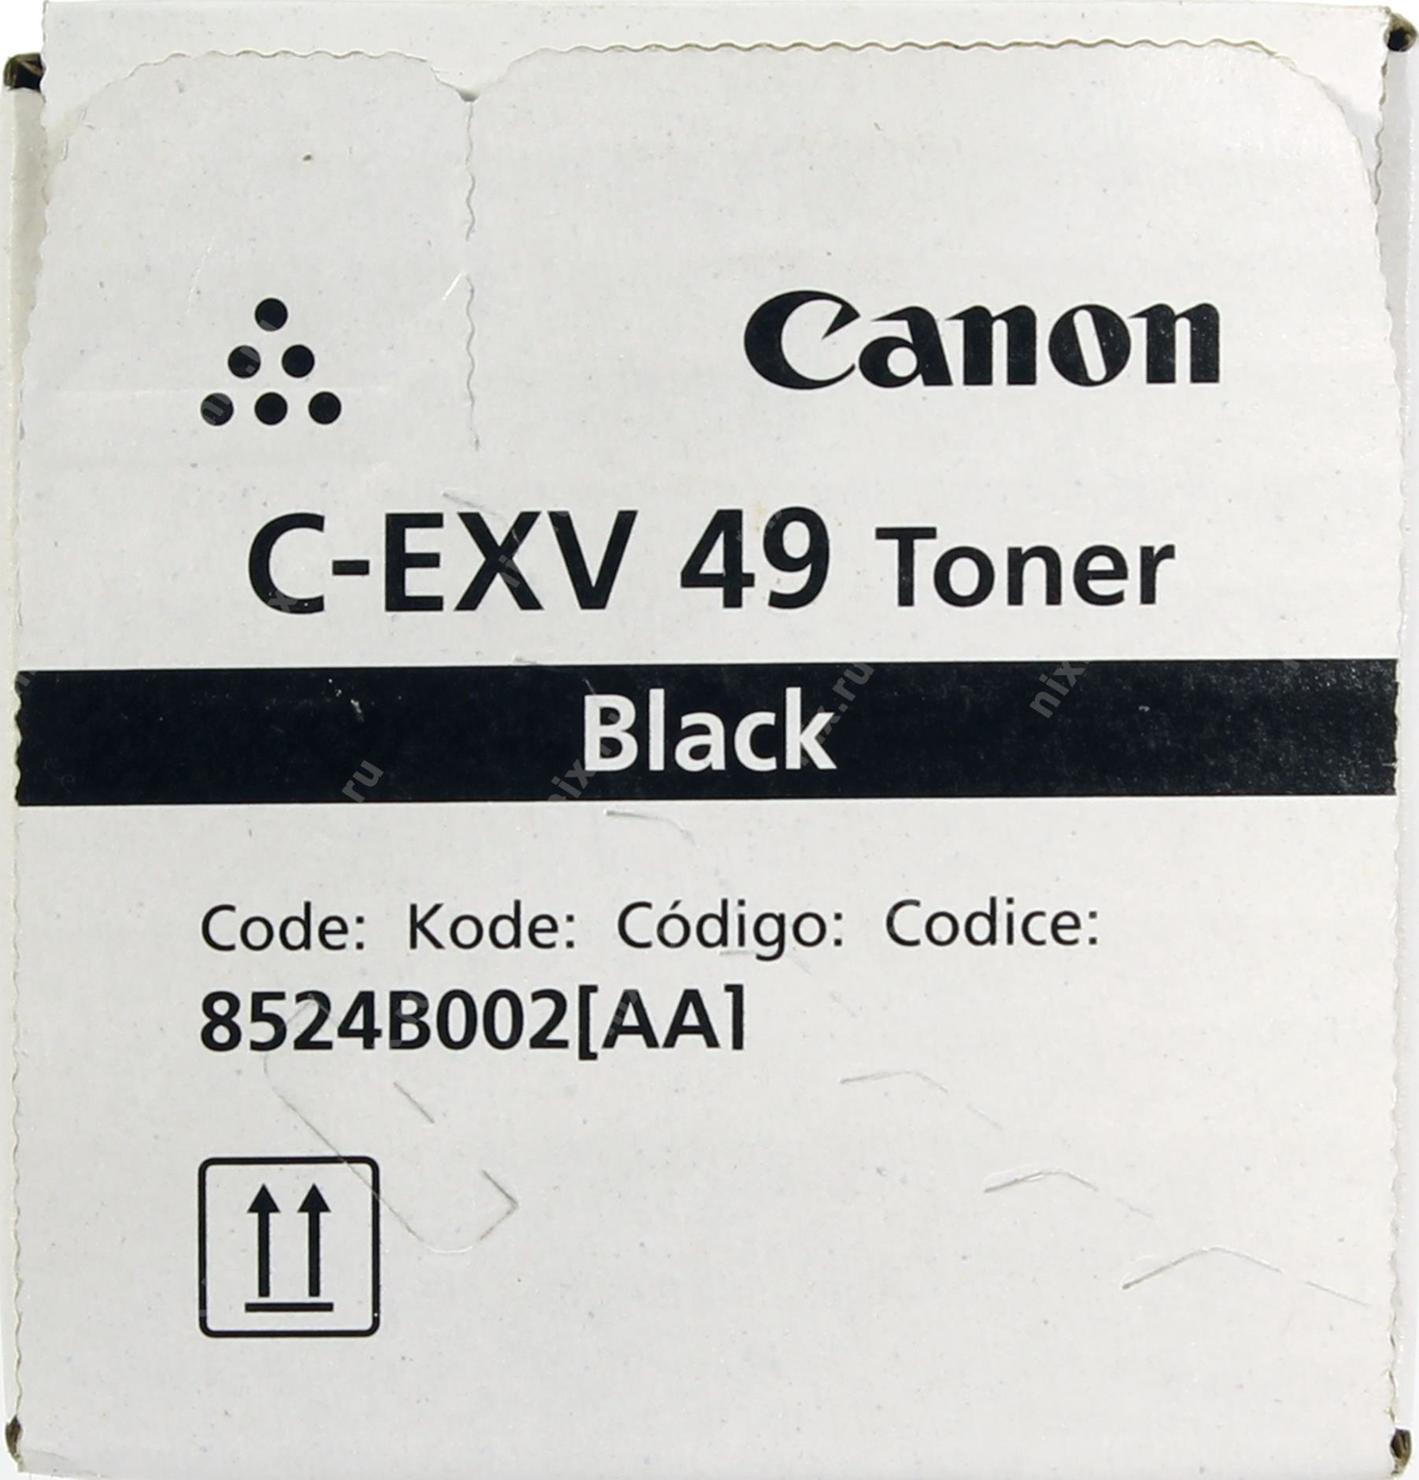 Canon
C-EXV 49 Toner
Black
Code: Kode: Código: Codice:
8524B002[AA]